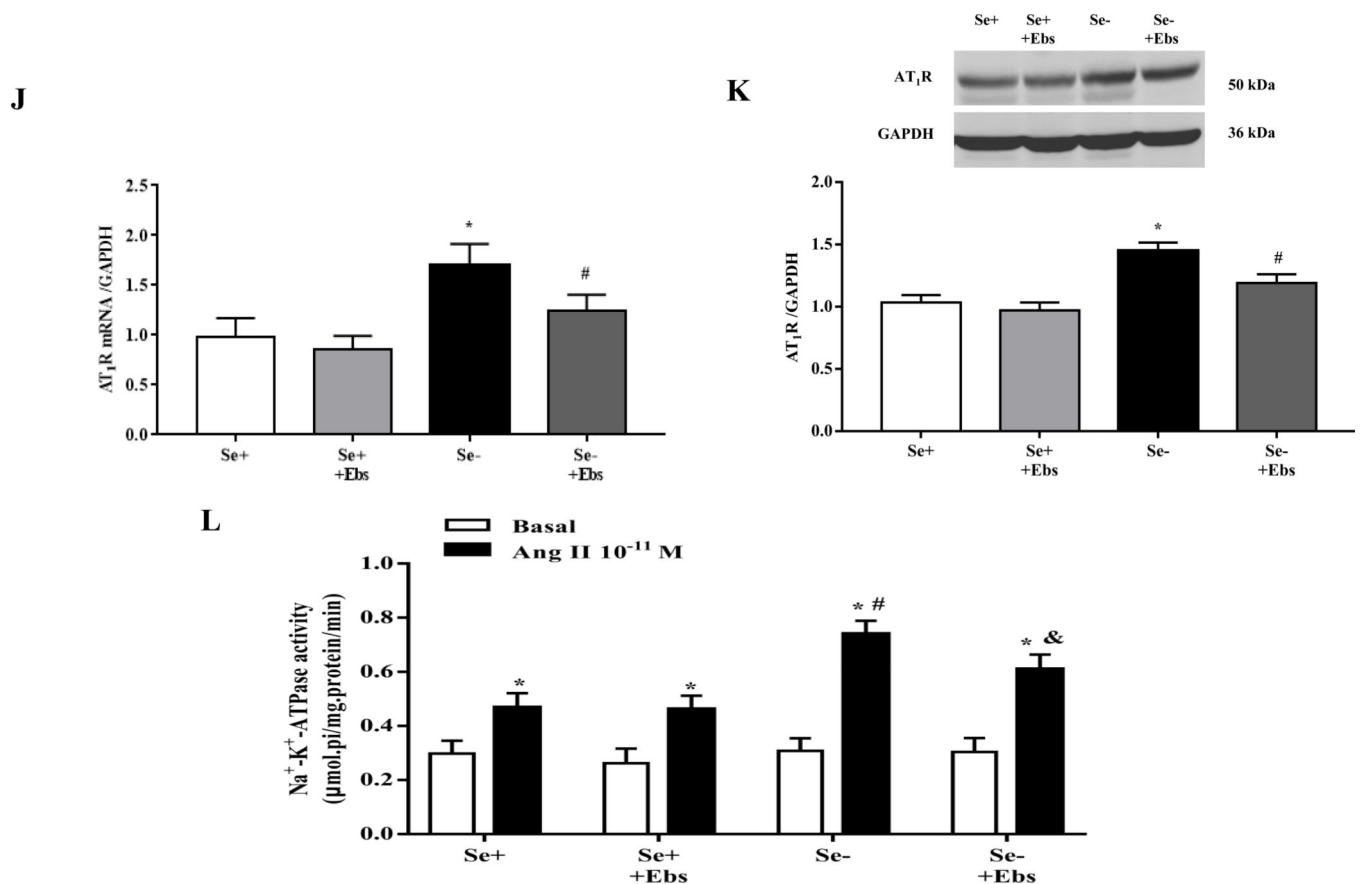 J
AT₁R mRNA /GAPDH
2.5
2.0
1.5
1.0
0.5
0.0
*
#
Se+
Se+
+Ebs
Se-
Se-
+Ebs
K
Se+
Se+
+Ebs
Se-
Se-
+Ebs
AT₁R
50 kDa
GAPDH
36 kDa
AT₁R /GAPDH
2.0
1.5
1.0
0.5
0.0
*
#
Se+
Se+
+Ebs
Se-
Se-
+Ebs
L
Basal
Ang II 10⁻¹¹ M
Na⁺-K⁺-ATPase activity
(μmol.pi/mg.protein/min)
1.0
0.8
0.6
0.4
0.2
0.0
*
*
* #
* &
Se+
Se+
+Ebs
Se-
Se-
+Ebs